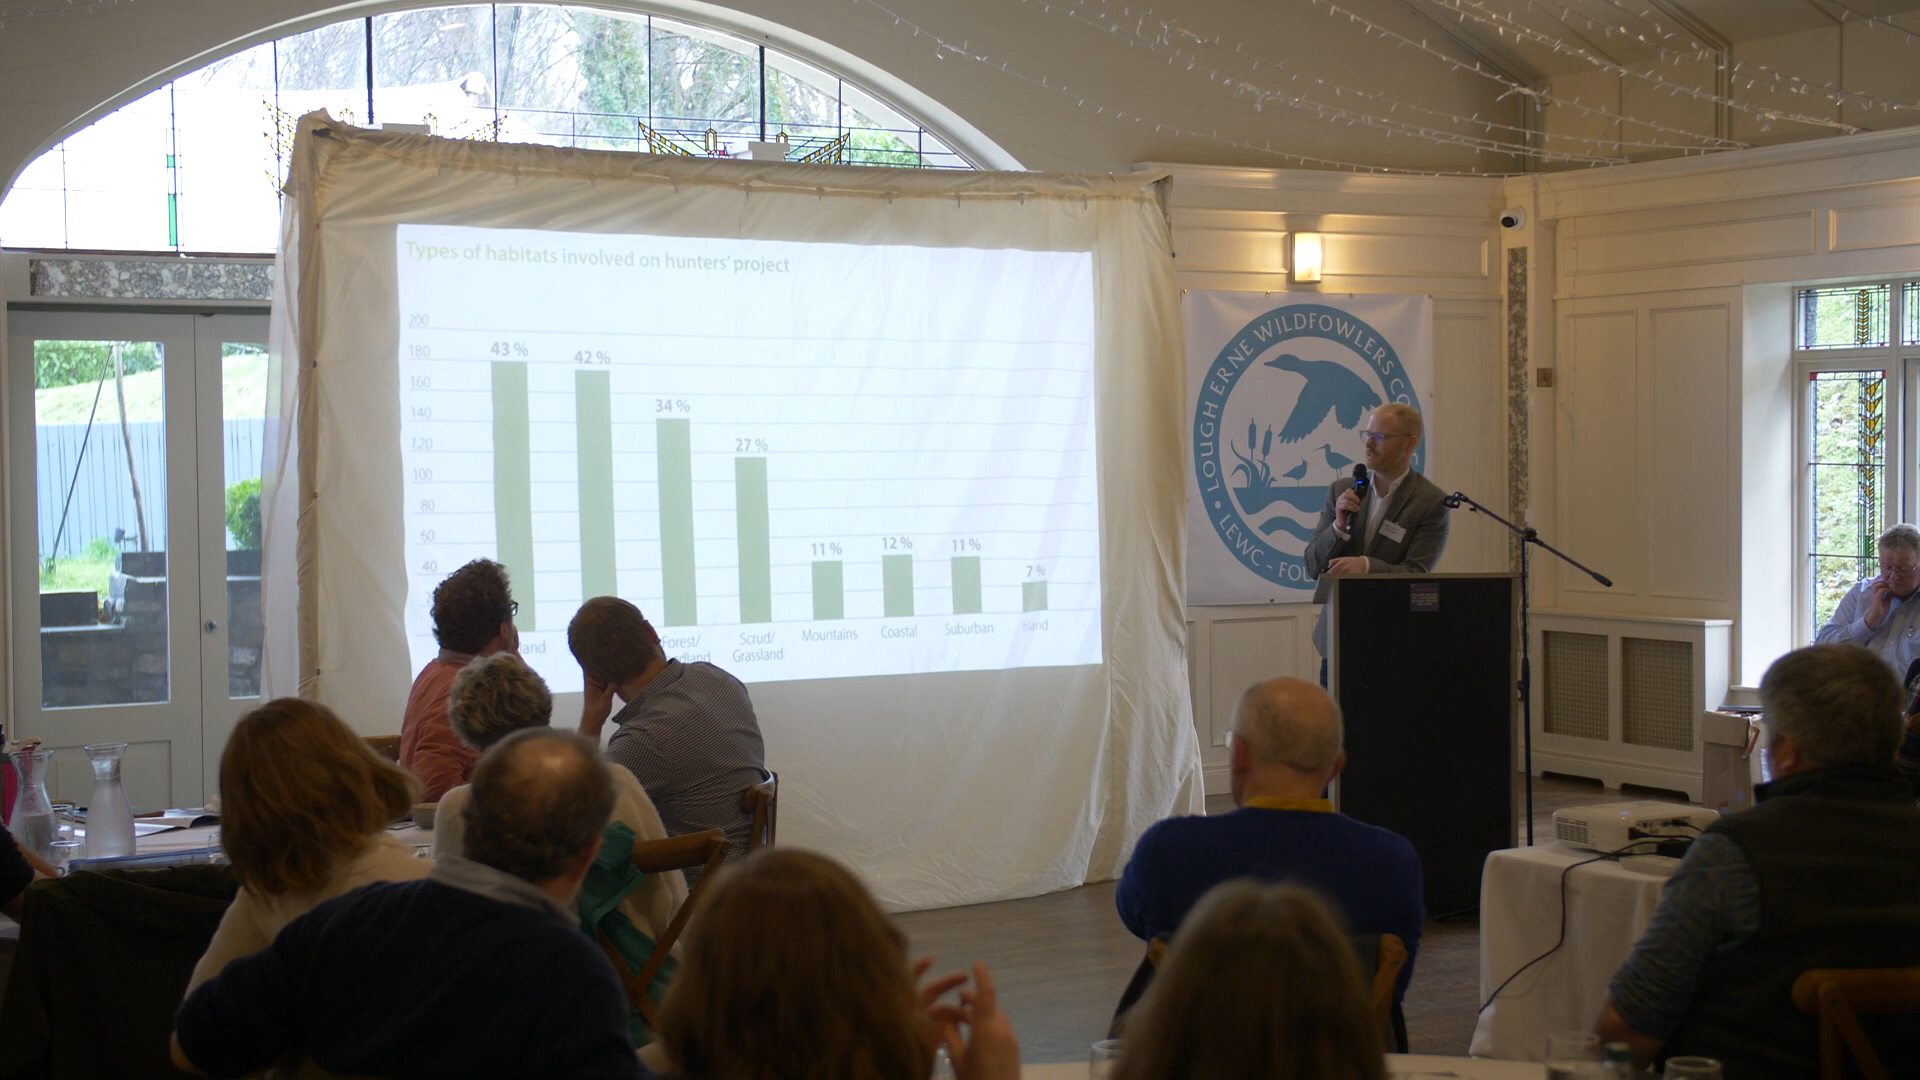 Types of habitats involved on hunters' project
200
180
160
140
120
100
80
60
40
43 %
42 %
34 %
27 %
11 %
12 %
11 %
7 %
Forest/
Scrud/
Grassland
Mountains
Coastal
Suburban
Island
LOUGH ERNE WILDFOWLERS
LEWC -